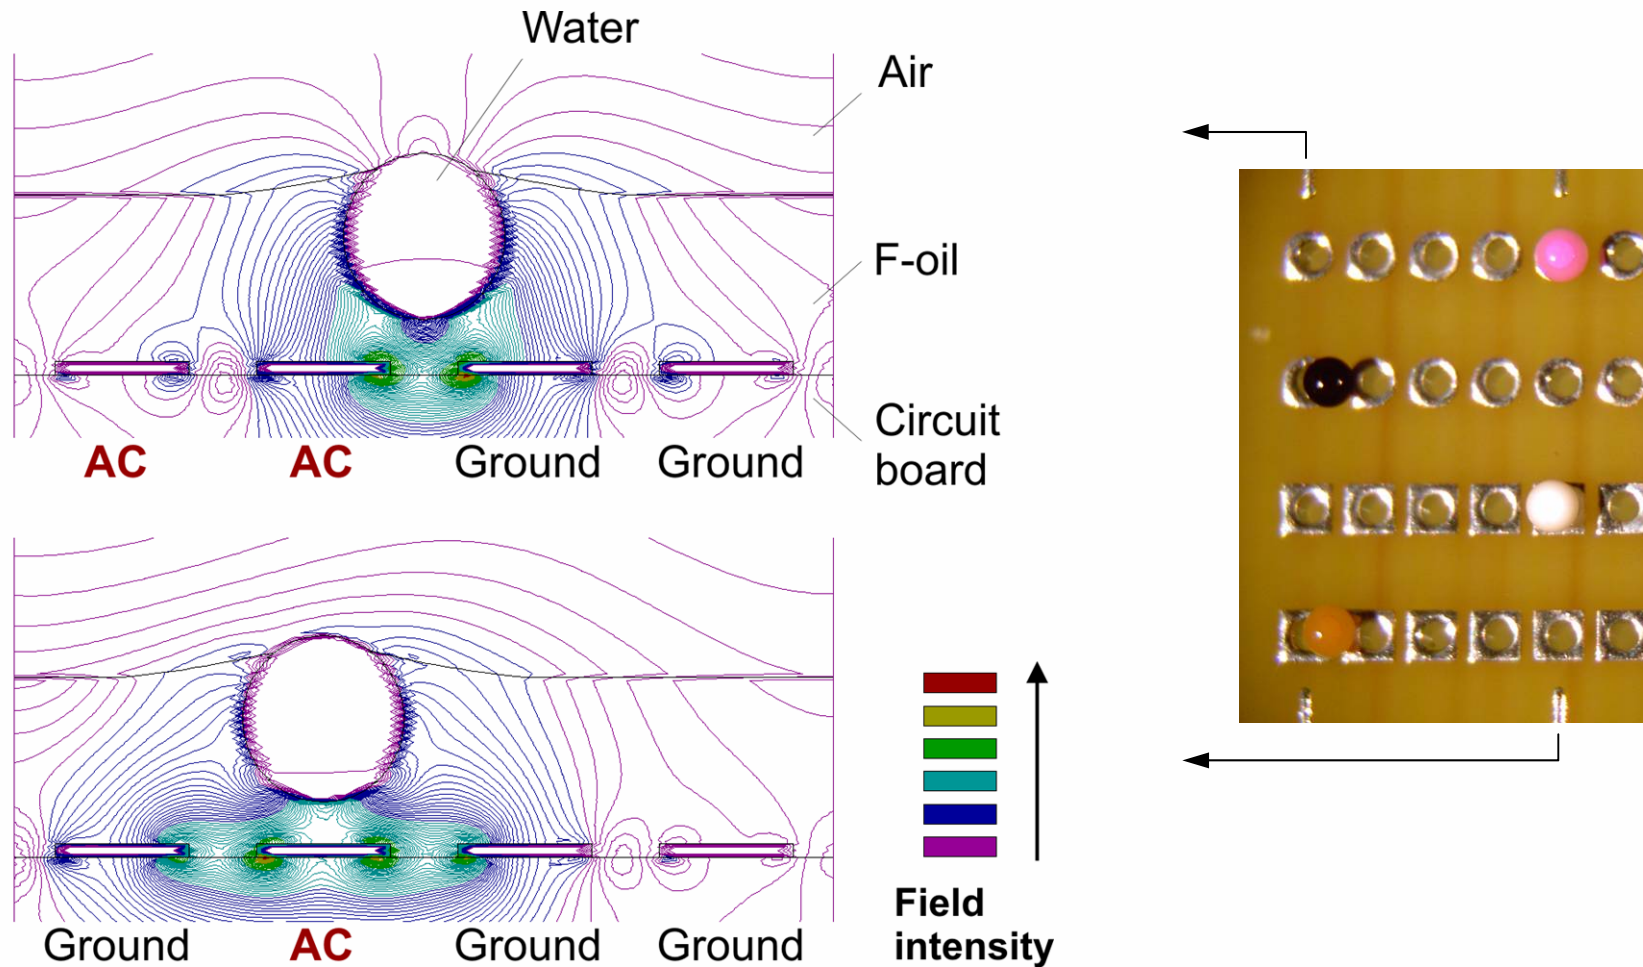 Water
Air
F-oil
Circuit
board
AC AC Ground Ground
Field
intensity
Ground AC Ground Ground